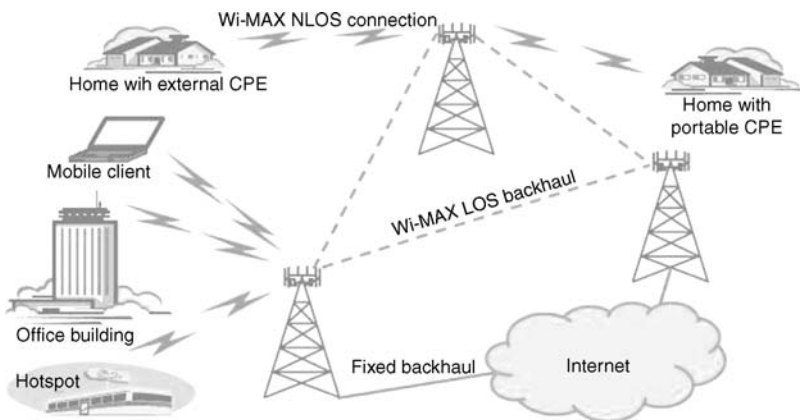 Wi-MAX NLOS connection
Home wih external CPE
Home with
portable CPE
Mobile client
Wi-MAX LOS backhaul
Office building
Fixed backhaul
Internet
Hotspot